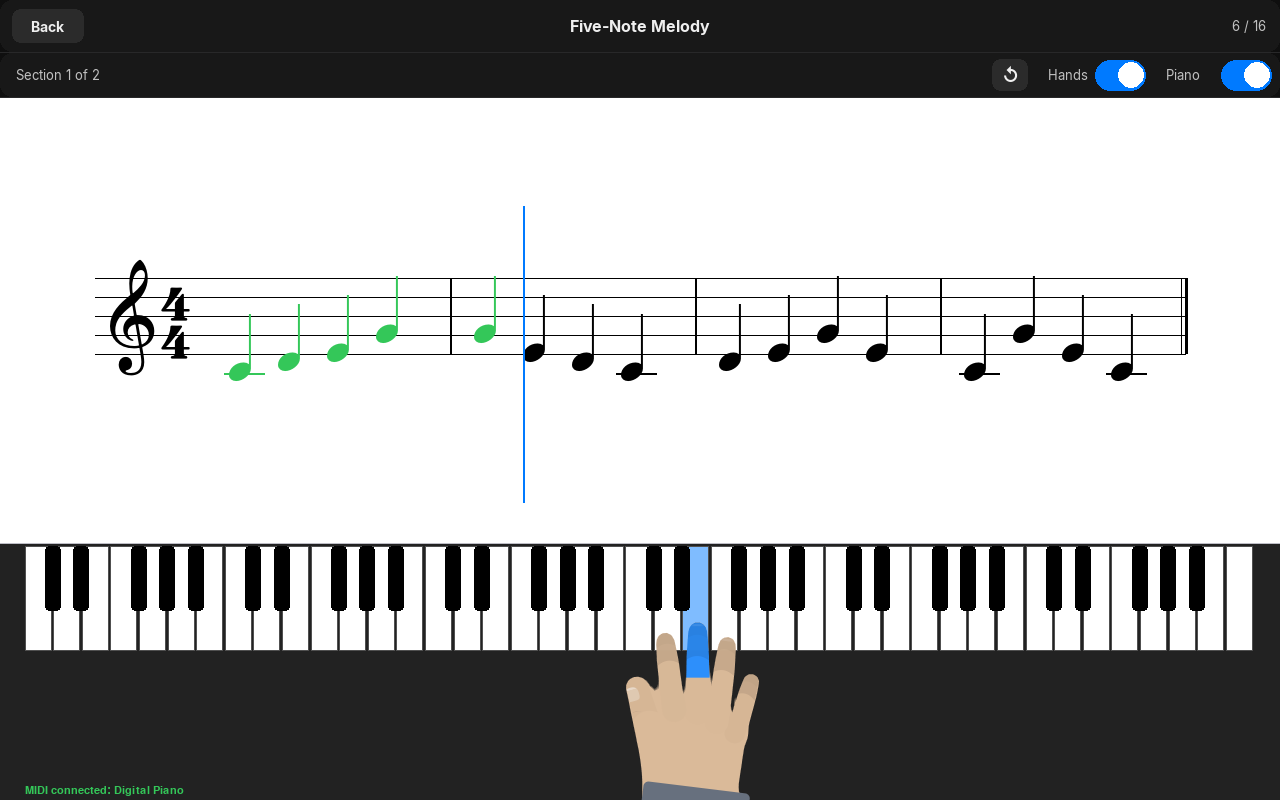 Back
Five-Note Melody
6 / 16
Section 1 of 2
Hands
Piano
4
4
MIDI connected: Digital Piano